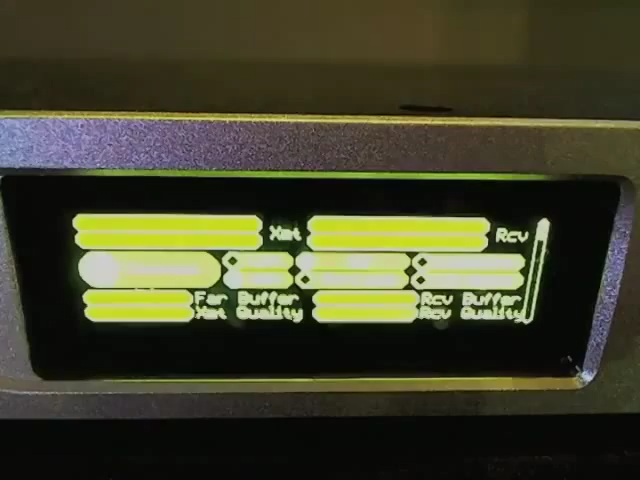 Xmt Rcv
Far Buffer Rcv Buffer
Xmt Quality Rcv Quality